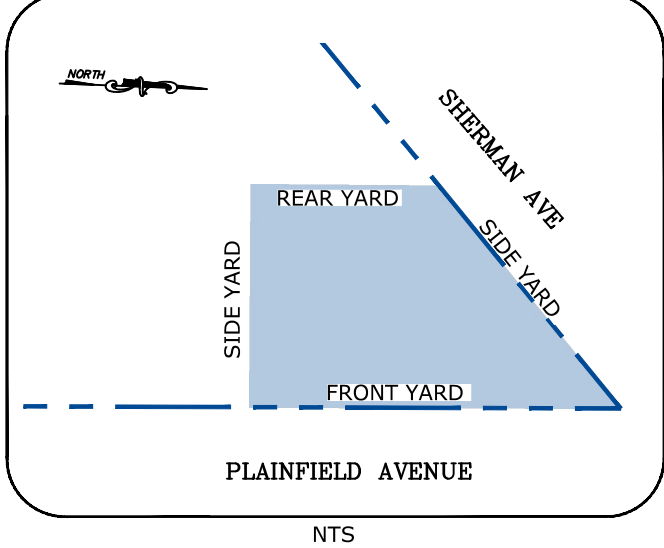 NORTH
SHERMAN AVE
REAR YARD
SIDE YARD
SIDE YARD
FRONT YARD
PLAINFIELD AVENUE
NTS